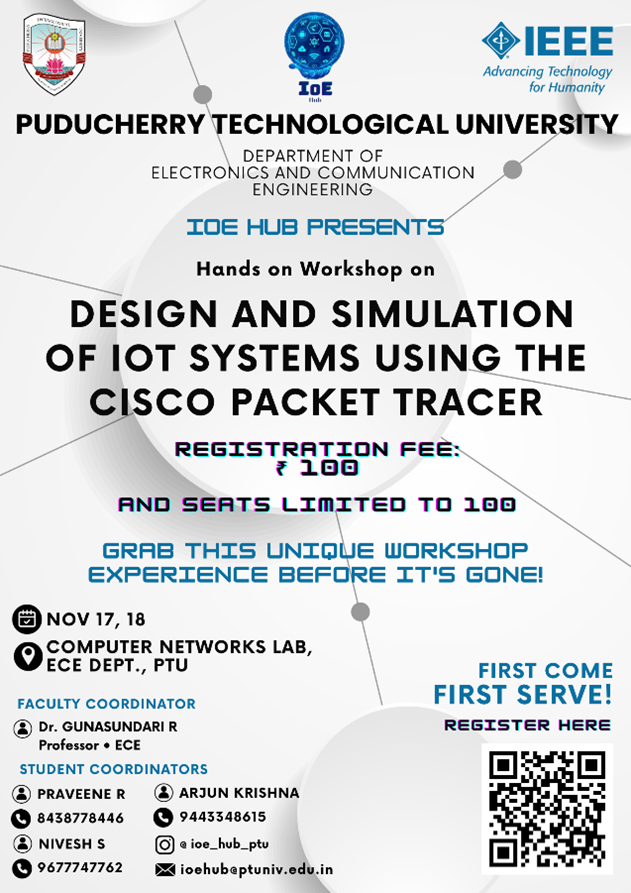 IoE
Hub
IEEE
Advancing Technology
for Humanity
PUDUCHERRY TECHNOLOGICAL UNIVERSITY
DEPARTMENT OF
ELECTRONICS AND COMMUNICATION
ENGINEERING
IOE HUB PRESENTS
Hands on Workshop on
DESIGN AND SIMULATION
OF IOT SYSTEMS USING THE
CISCO PACKET TRACER
REGISTRATION FEE:
₹ 100
AND SEATS LIMITED TO 100
GRAB THIS UNIQUE WORKSHOP
EXPERIENCE BEFORE IT'S GONE!
NOV 17, 18
COMPUTER NETWORKS LAB,
ECE DEPT., PTU
FIRST COME
FIRST SERVE!
REGISTER HERE
FACULTY COORDINATOR
Dr. GUNASUNDARI R
Professor • ECE
STUDENT COORDINATORS
PRAVEENE R
8438778446
NIVESH S
9677747762
ARJUN KRISHNA
9443348615
@ioe_hub_ptu
ioehub@ptuniv.edu.in